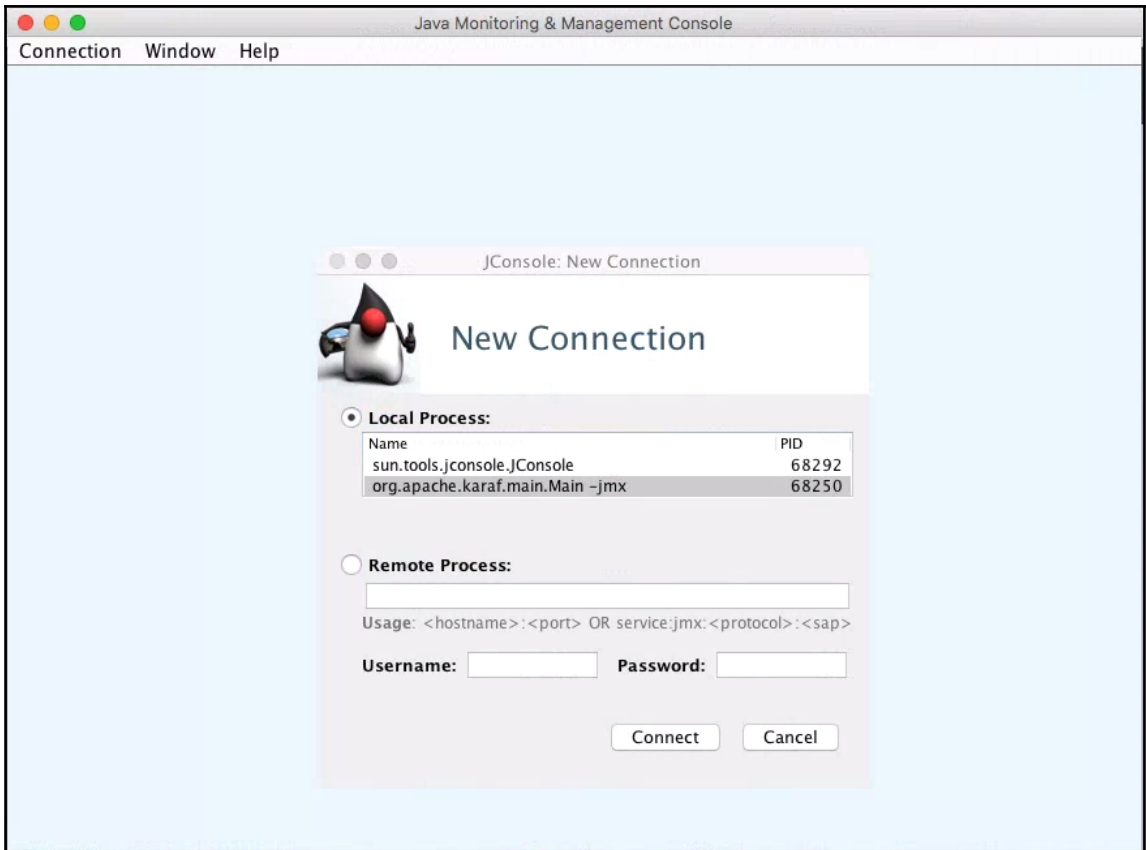 Java Monitoring & Management Console
Connection Window Help
JConsole: New Connection
New Connection
Local Process:
Name PID
sun.tools.jconsole.JConsole 68292
org.apache.karaf.main.Main -jmx 68250
Remote Process:
Usage: <hostname>:<port> OR service:jmx:<protocol>:<sap>
Username: Password:
Connect Cancel